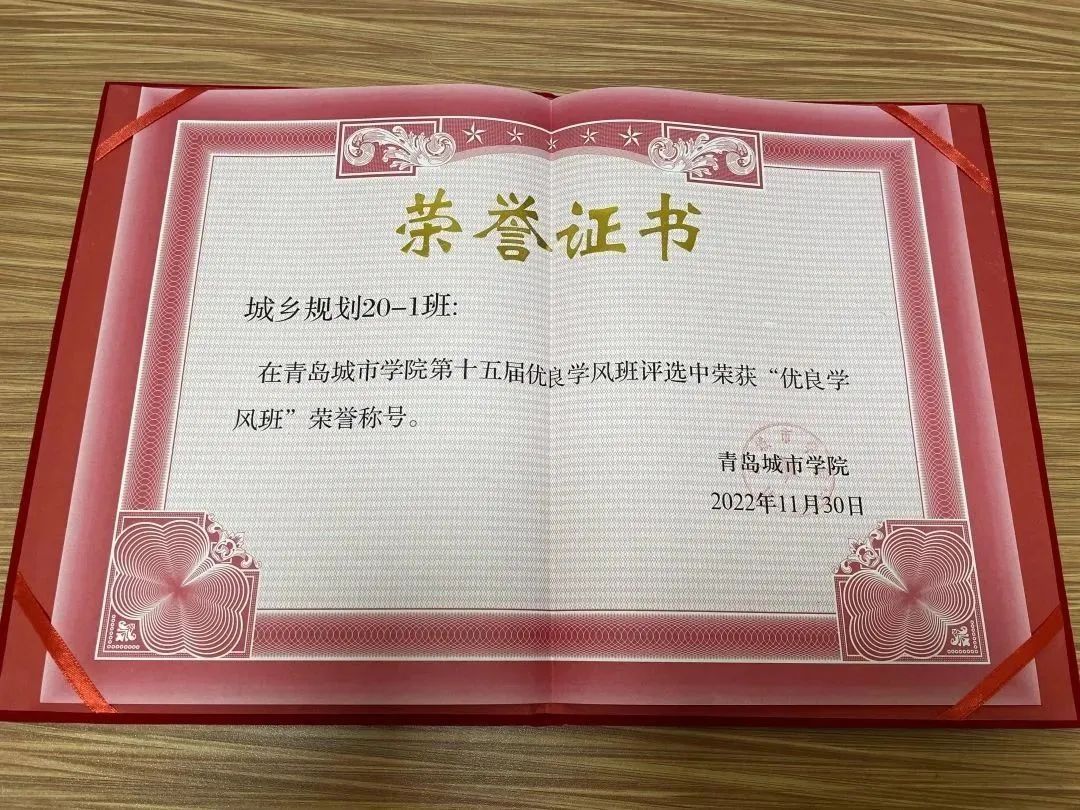 荣誉证书
城乡规划20-1班:
在青岛城市学院第十五届优良学风班评选中荣获“优良学
风班”荣誉称号。
青岛城市学院
2022年11月30日